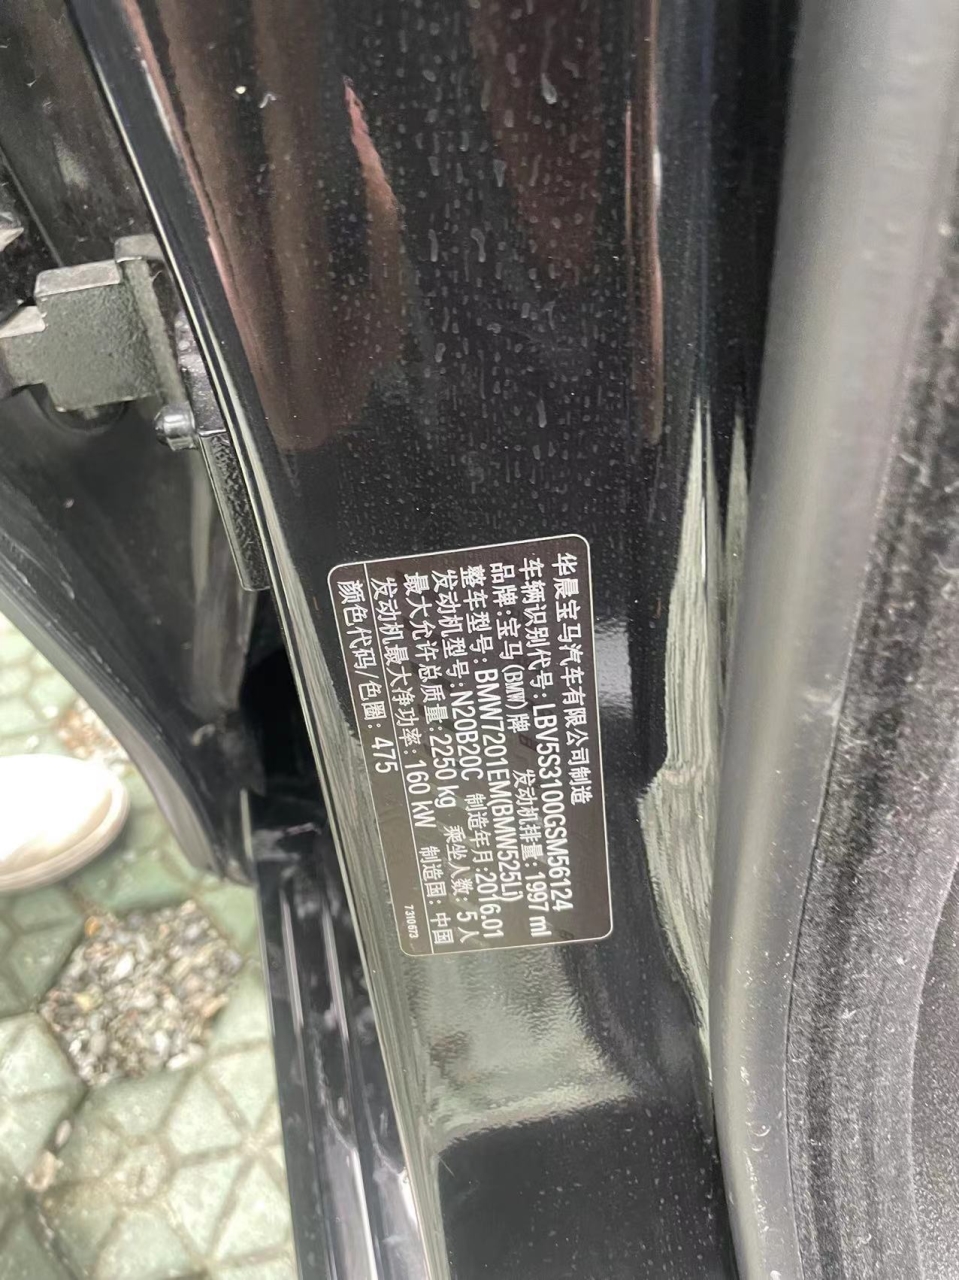 华晨宝马汽车有限公司制造
车辆识别代号:LBV5S3100GSM56124
品牌:宝马(BMW)牌 发动机排量:1997 ml
整车型号:BMW7201EM(BMW525Li)
发动机型号:N20B20C 制造年月:2016.01
最大允许总质量:2250 kg 乘坐人数:5人
发动机最大净功率:160 kW 制造国:中国
颜色代码/色圈:475
7310673